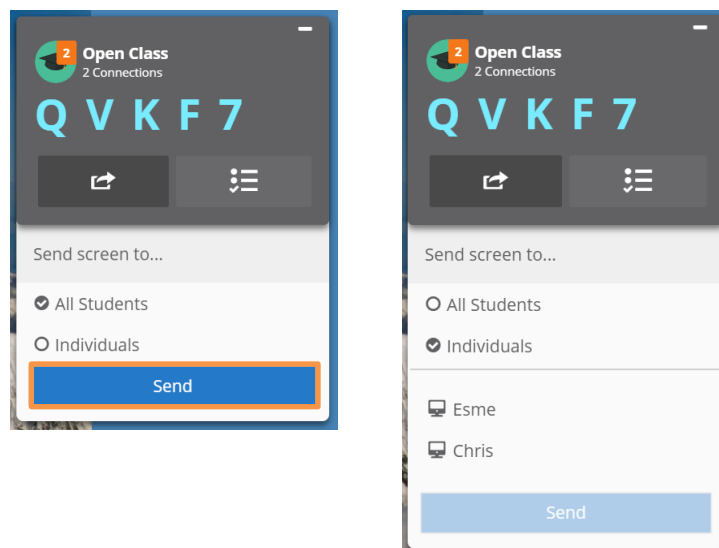 2 Open Class
2 Connections
Q V K F 7
Send screen to...
All Students
Individuals
Send
2 Open Class
2 Connections
Q V K F 7
Send screen to...
All Students
Individuals
Esme
Chris
Send